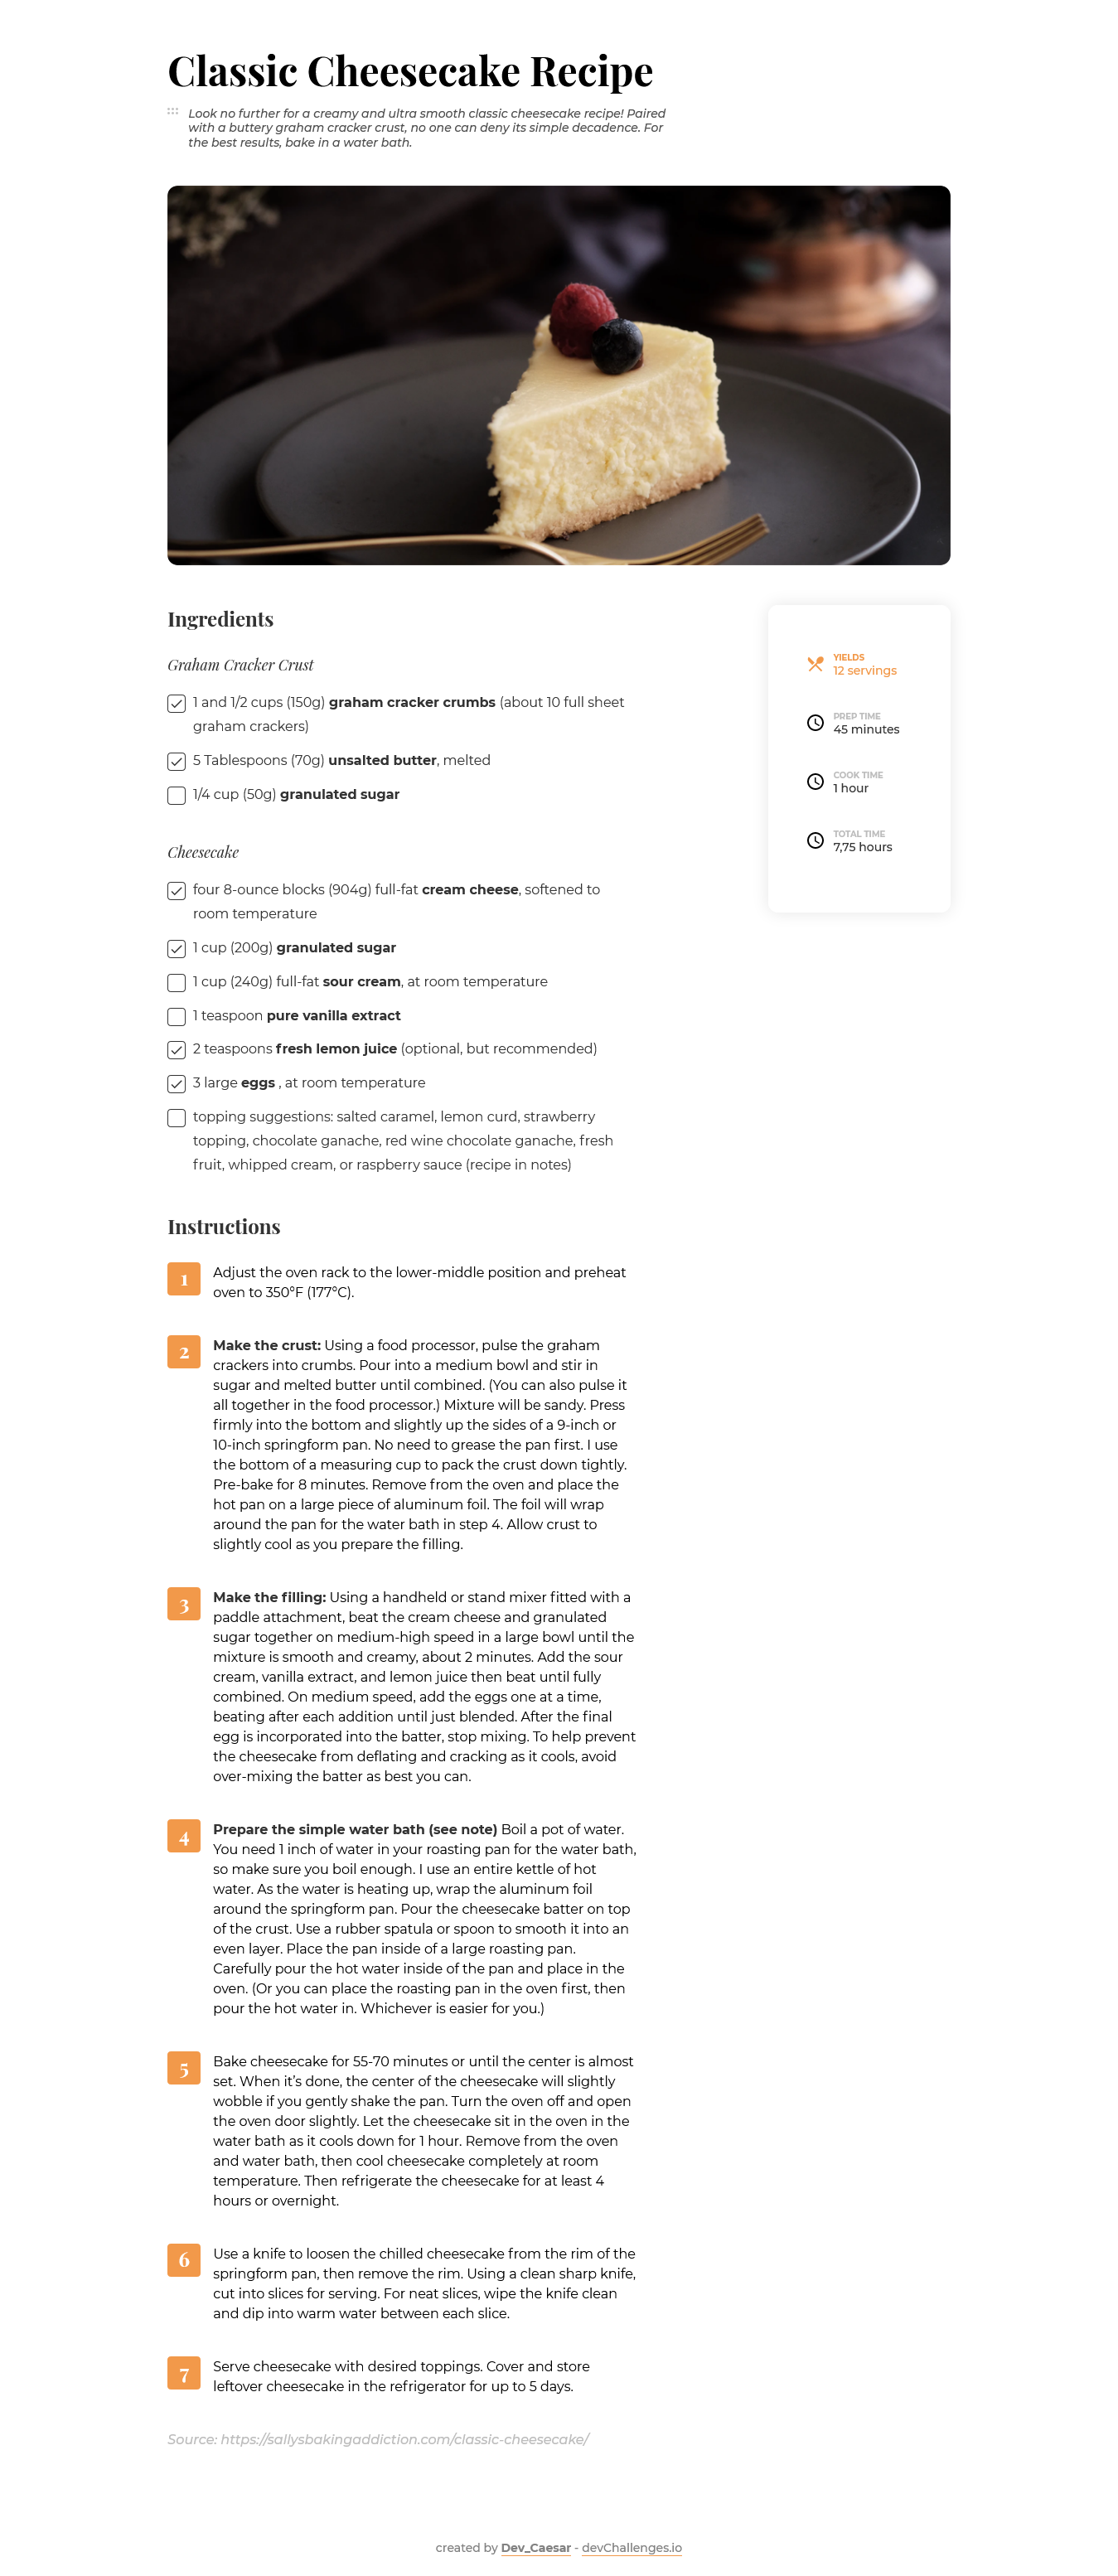 Classic Cheesecake Recipe
Look no further for a creamy and ultra smooth classic cheesecake recipe! Paired
with a buttery graham cracker crust, no one can deny its simple decadence. For
the best results, bake in a water bath.
Ingredients
Graham Cracker Crust
1 and 1/2 cups (150g) graham cracker crumbs (about 10 full sheet
graham crackers)
5 Tablespoons (70g) unsalted butter, melted
1/4 cup (50g) granulated sugar
Cheesecake
four 8-ounce blocks (904g) full-fat cream cheese, softened to
room temperature
1 cup (200g) granulated sugar
1 cup (240g) full-fat sour cream, at room temperature
1 teaspoon pure vanilla extract
2 teaspoons fresh lemon juice (optional, but recommended)
3 large eggs , at room temperature
topping suggestions: salted caramel, lemon curd, strawberry
topping, chocolate ganache, red wine chocolate ganache, fresh
fruit, whipped cream, or raspberry sauce (recipe in notes)
YIELDS
12 servings
PREP TIME
45 minutes
COOK TIME
1 hour
TOTAL TIME
7,75 hours
Instructions
1 Adjust the oven rack to the lower-middle position and preheat
oven to 350°F (177°C).
2 Make the crust: Using a food processor, pulse the graham
crackers into crumbs. Pour into a medium bowl and stir in
sugar and melted butter until combined. (You can also pulse it
all together in the food processor.) Mixture will be sandy. Press
firmly into the bottom and slightly up the sides of a 9-inch or
10-inch springform pan. No need to grease the pan first. I use
the bottom of a measuring cup to pack the crust down tightly.
Pre-bake for 8 minutes. Remove from the oven and place the
hot pan on a large piece of aluminum foil. The foil will wrap
around the pan for the water bath in step 4. Allow crust to
slightly cool as you prepare the filling.
3 Make the filling: Using a handheld or stand mixer fitted with a
paddle attachment, beat the cream cheese and granulated
sugar together on medium-high speed in a large bowl until the
mixture is smooth and creamy, about 2 minutes. Add the sour
cream, vanilla extract, and lemon juice then beat until fully
combined. On medium speed, add the eggs one at a time,
beating after each addition until just blended. After the final
egg is incorporated into the batter, stop mixing. To help prevent
the cheesecake from deflating and cracking as it cools, avoid
over-mixing the batter as best you can.
4 Prepare the simple water bath (see note) Boil a pot of water.
You need 1 inch of water in your roasting pan for the water bath,
so make sure you boil enough. I use an entire kettle of hot
water. As the water is heating up, wrap the aluminum foil
around the springform pan. Pour the cheesecake batter on top
of the crust. Use a rubber spatula or spoon to smooth it into an
even layer. Place the pan inside of a large roasting pan.
Carefully pour the hot water inside of the pan and place in the
oven. (Or you can place the roasting pan in the oven first, then
pour the hot water in. Whichever is easier for you.)
5 Bake cheesecake for 55-70 minutes or until the center is almost
set. When it’s done, the center of the cheesecake will slightly
wobble if you gently shake the pan. Turn the oven off and open
the oven door slightly. Let the cheesecake sit in the oven in the
water bath as it cools down for 1 hour. Remove from the oven
and water bath, then cool cheesecake completely at room
temperature. Then refrigerate the cheesecake for at least 4
hours or overnight.
6 Use a knife to loosen the chilled cheesecake from the rim of the
springform pan, then remove the rim. Using a clean sharp knife,
cut into slices for serving. For neat slices, wipe the knife clean
and dip into warm water between each slice.
7 Serve cheesecake with desired toppings. Cover and store
leftover cheesecake in the refrigerator for up to 5 days.
Source: https://sallysbakingaddiction.com/classic-cheesecake/
created by Dev_Caesar - devChallenges.io